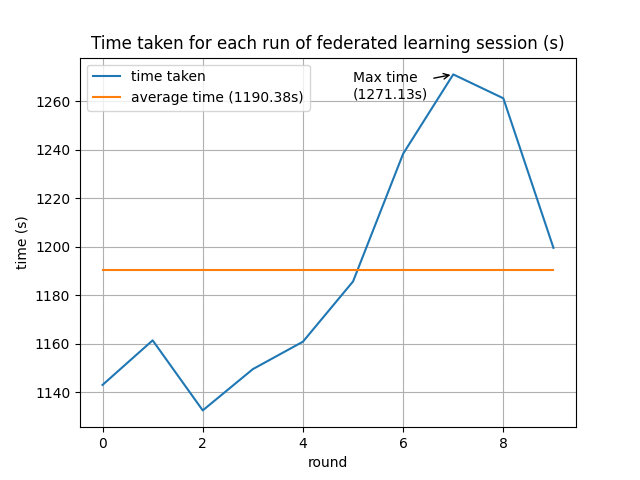 Time taken for each run of federated learning session (s)
time taken
average time (1190.38s)
Max time
(1271.13s)
time (s)
1260
1240
1220
1200
1180
1160
1140
0 2 4 6 8
round